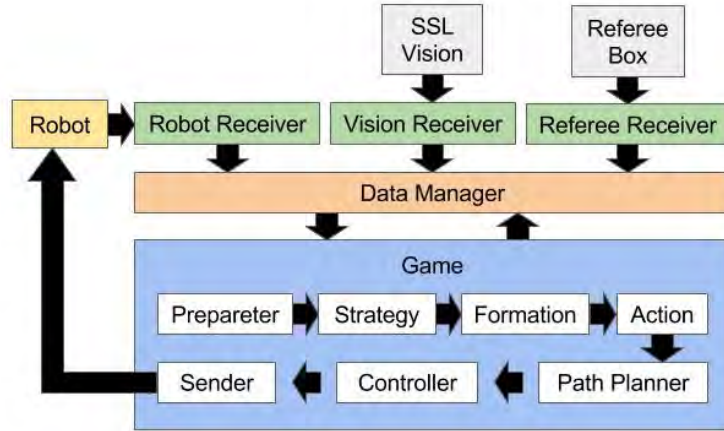 SSL
Vision
Referee
Box
Robot
Robot Receiver
Vision Receiver
Referee Receiver
Data Manager
Game
Prepareter
Strategy
Formation
Action
Sender
Controller
Path Planner